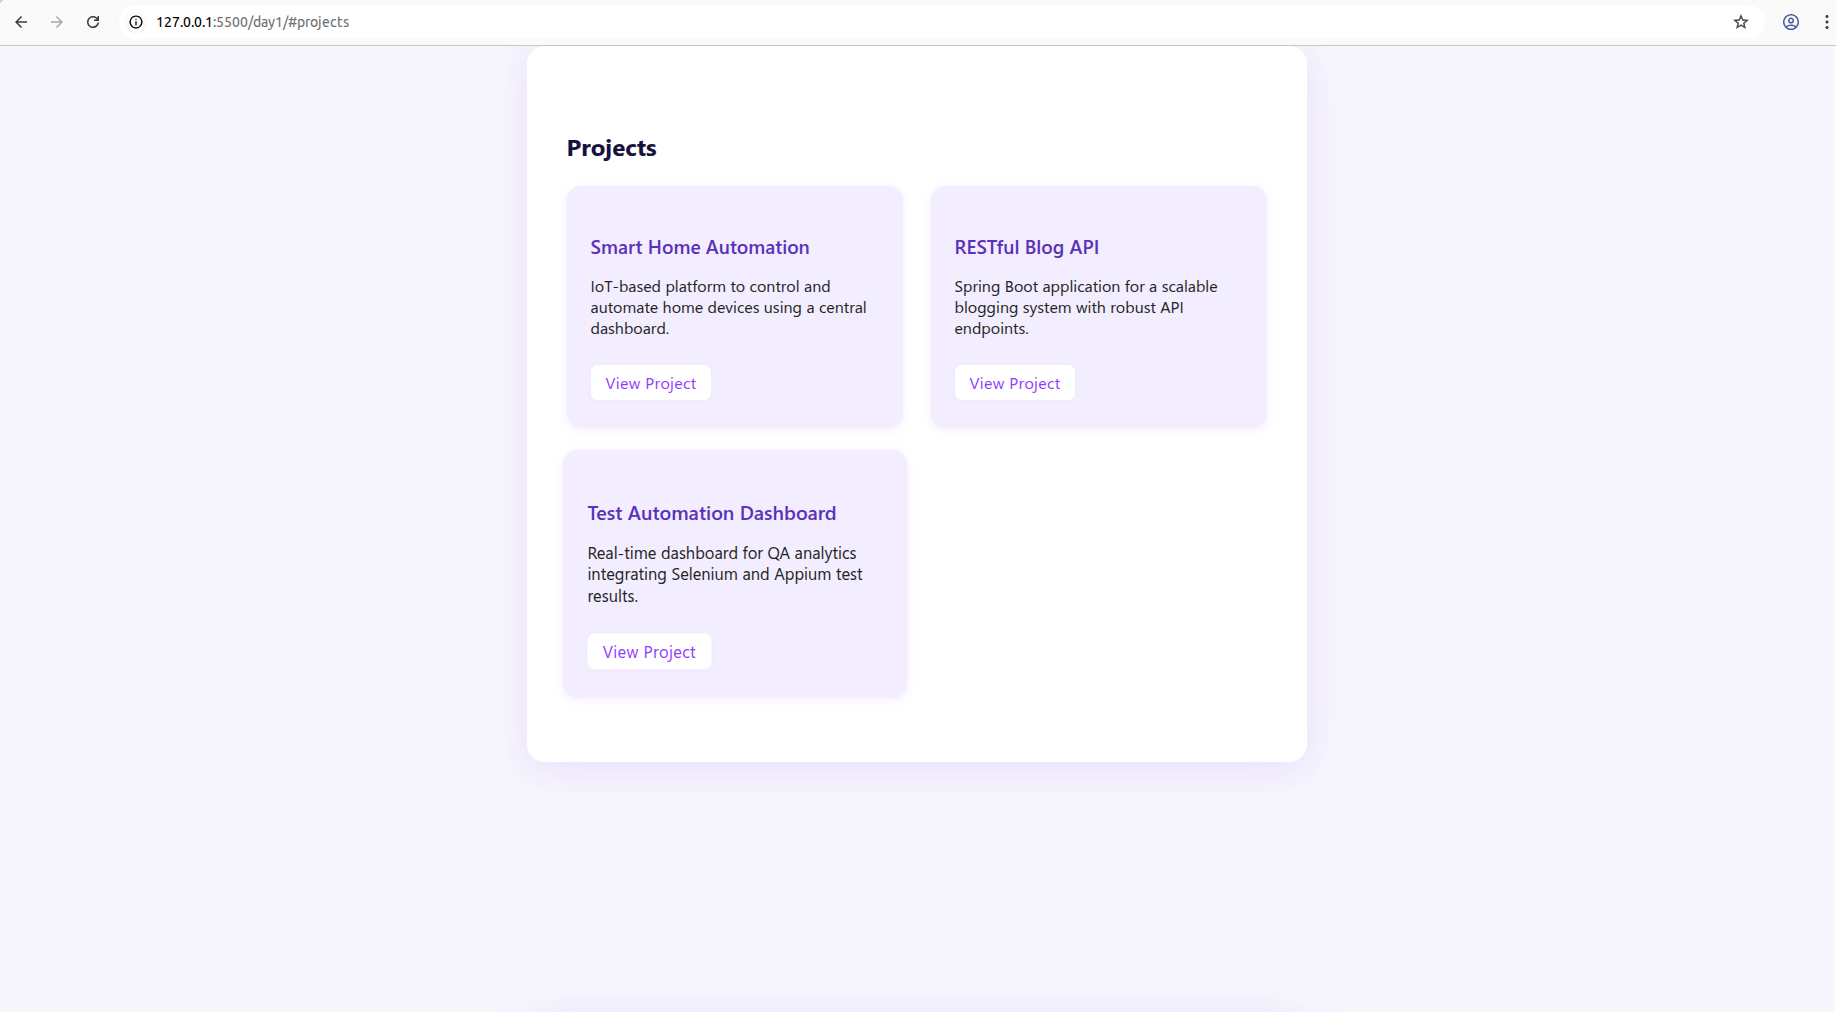 127.0.0.1:5500/day1/#projects
Projects
Smart Home Automation
IoT-based platform to control and
automate home devices using a central
dashboard.
View Project
RESTful Blog API
Spring Boot application for a scalable
blogging system with robust API
endpoints.
View Project
Test Automation Dashboard
Real-time dashboard for QA analytics
integrating Selenium and Appium test
results.
View Project